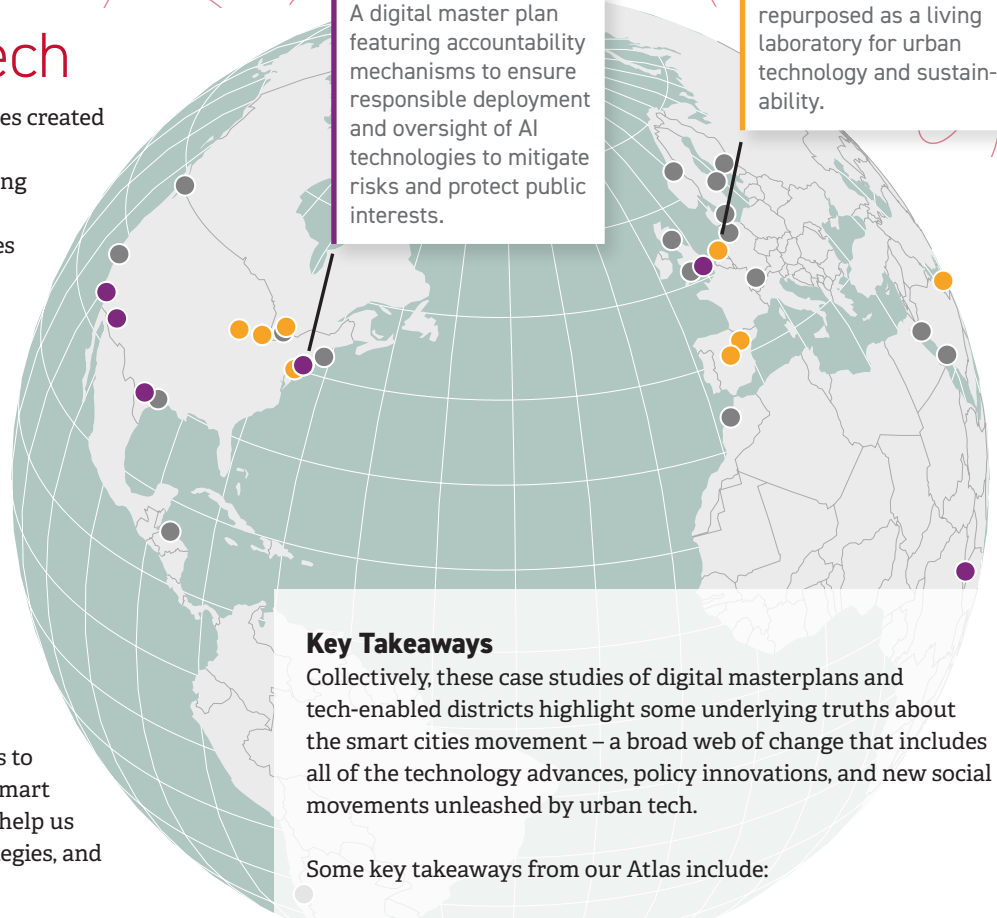 ech
es created
ng
es
A digital master plan
featuring accountability
mechanisms to ensure
responsible deployment
and oversight of AI
technologies to mitigate
risks and protect public
interests.
repurposed as a living
laboratory for urban
technology and sustain-
ability.
s to
mart
help us
egies, and
Key Takeaways
Collectively, these case studies of digital masterplans and
tech-enabled districts highlight some underlying truths about
the smart cities movement – a broad web of change that includes
all of the technology advances, policy innovations, and new social
movements unleashed by urban tech.
Some key takeaways from our Atlas include: